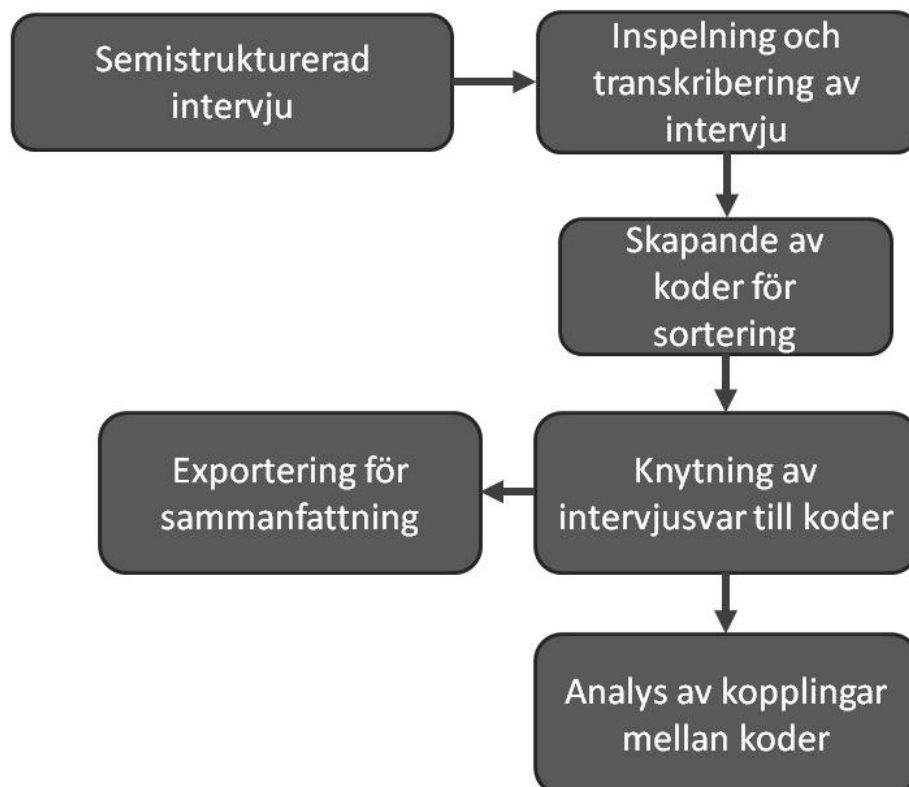 Semistrukturerad
intervju
Inspelning och
transkribering av
intervju
Skapande av
koder för
sortering
Knytning av
intervjusvar till koder
Exportering för
sammanfattning
Analys av kopplingar
mellan koder